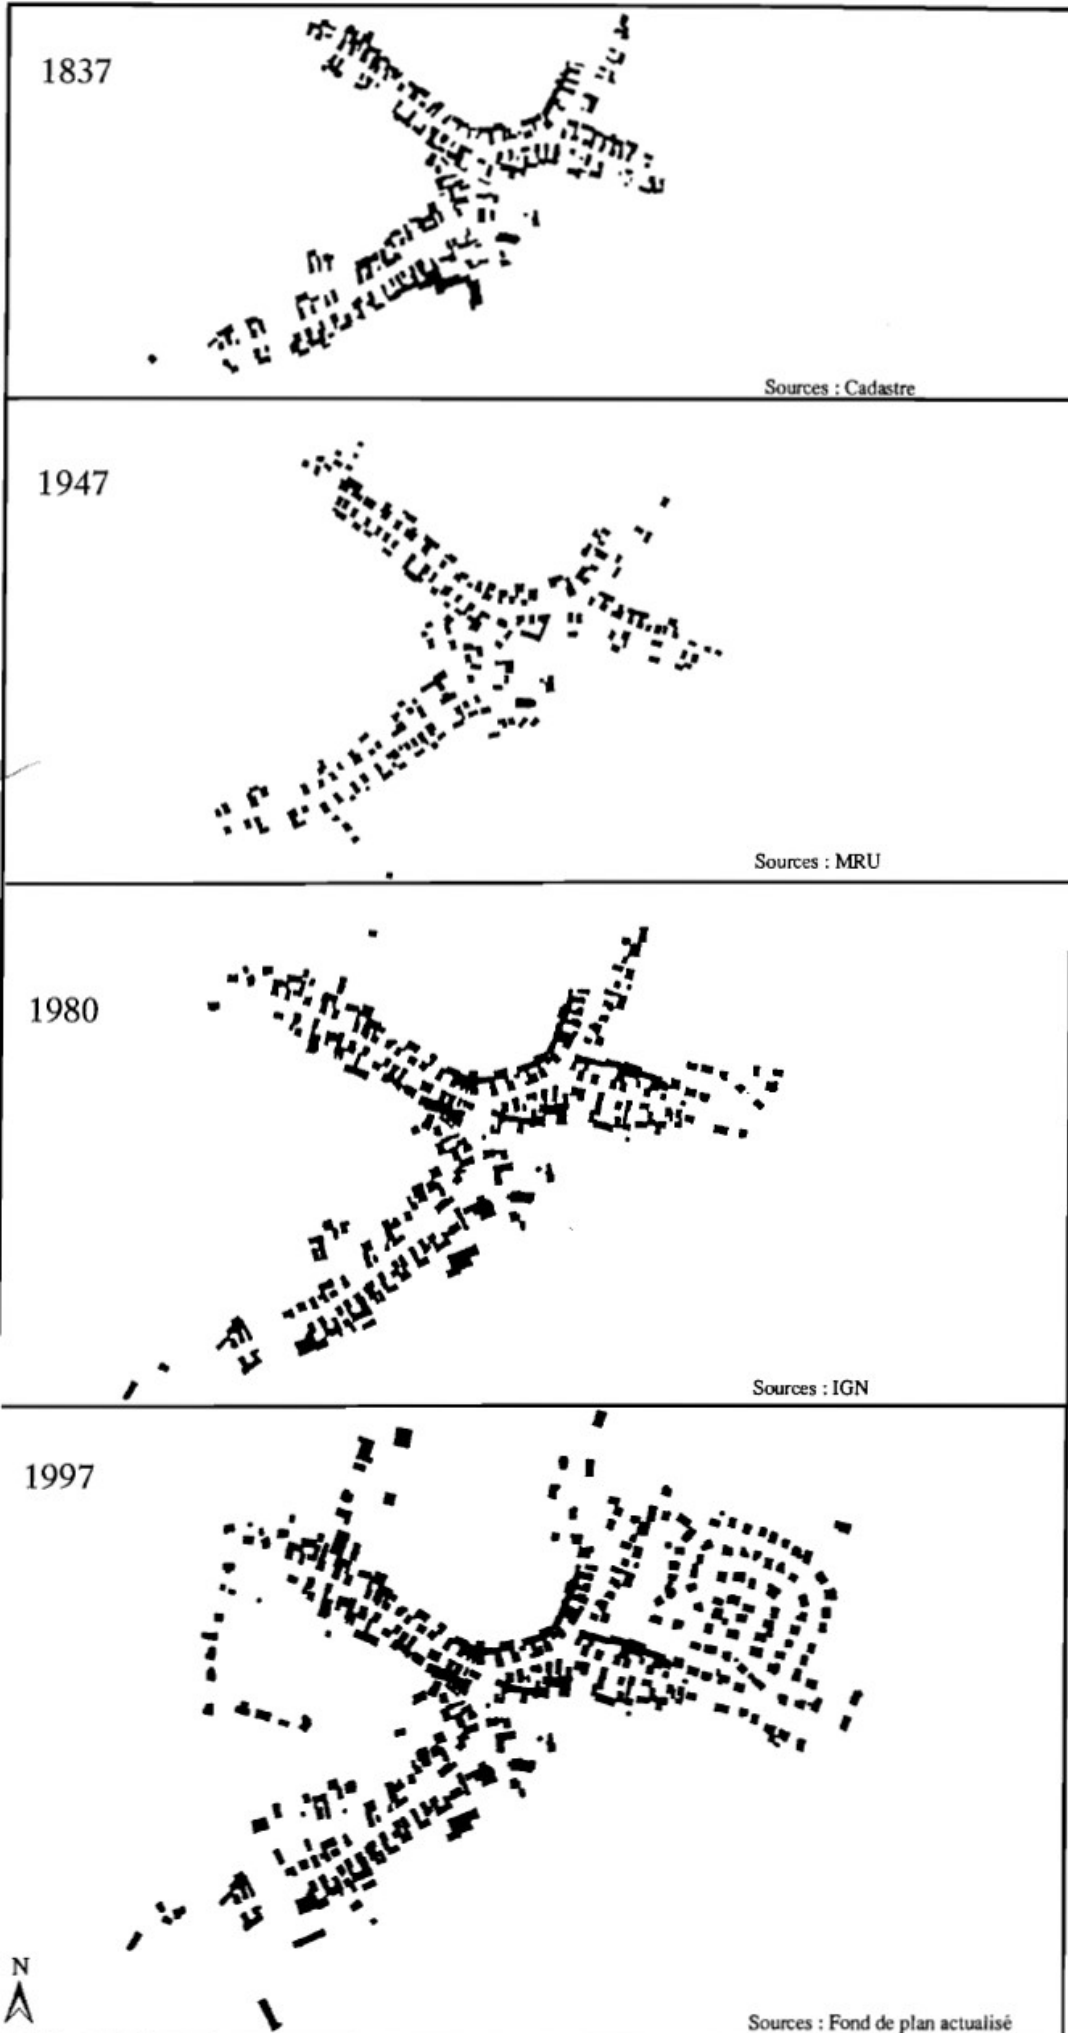 1837
Sources : Cadastre
1947
Sources : MRU
1980
Sources : IGN
1997
N
Sources : Fond de plan actualisé